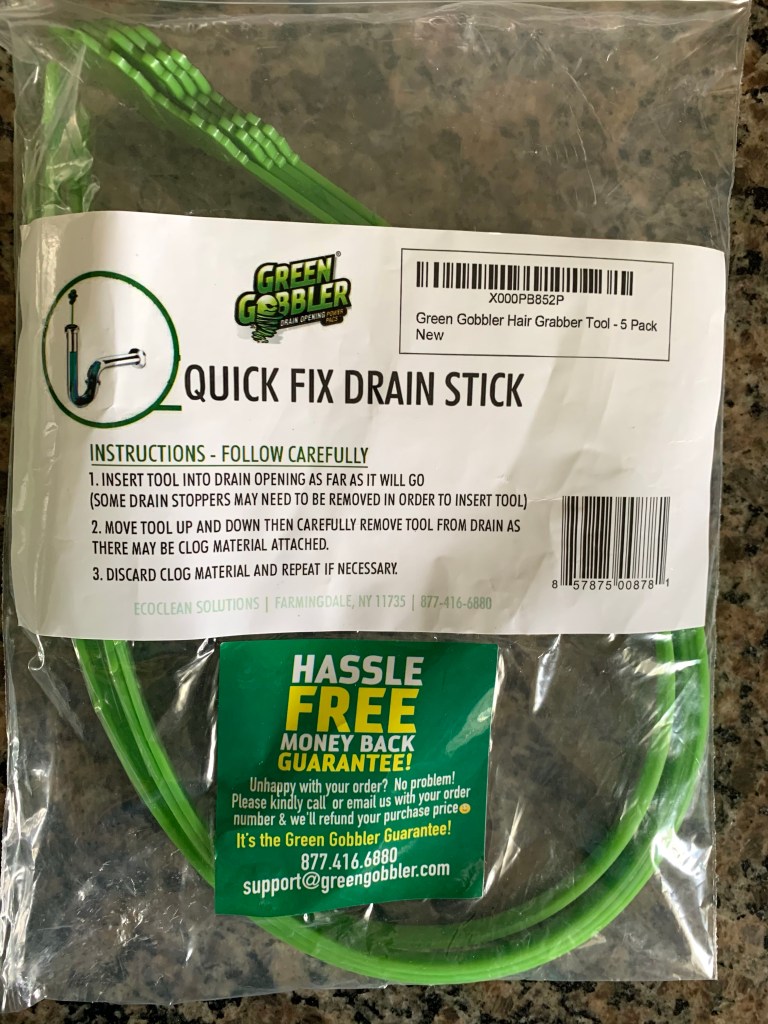 GREEN
GOBBLER®
DRAIN OPENING POWER
PACS
X000PB852P
Green Gobbler Hair Grabber Tool - 5 Pack
New
QUICK FIX DRAIN STICK
INSTRUCTIONS - FOLLOW CAREFULLY
1. INSERT TOOL INTO DRAIN OPENING AS FAR AS IT WILL GO
(SOME DRAIN STOPPERS MAY NEED TO BE REMOVED IN ORDER TO INSERT TOOL)
2. MOVE TOOL UP AND DOWN THEN CAREFULLY REMOVE TOOL FROM DRAIN AS
THERE MAY BE CLOG MATERIAL ATTACHED.
3. DISCARD CLOG MATERIAL AND REPEAT IF NECESSARY.
8 57875 00878 1
ECOCLEAN SOLUTIONS | FARMINGDALE, NY 11735 | 877-416-6880
HASSLE
FREE
MONEY BACK
GUARANTEE!
Unhappy with your order? No problem!
Please kindly call or email us with your order
number & we'll refund your purchase price
It's the Green Gobbler Guarantee!
877.416.6880
support@greengobbler.com